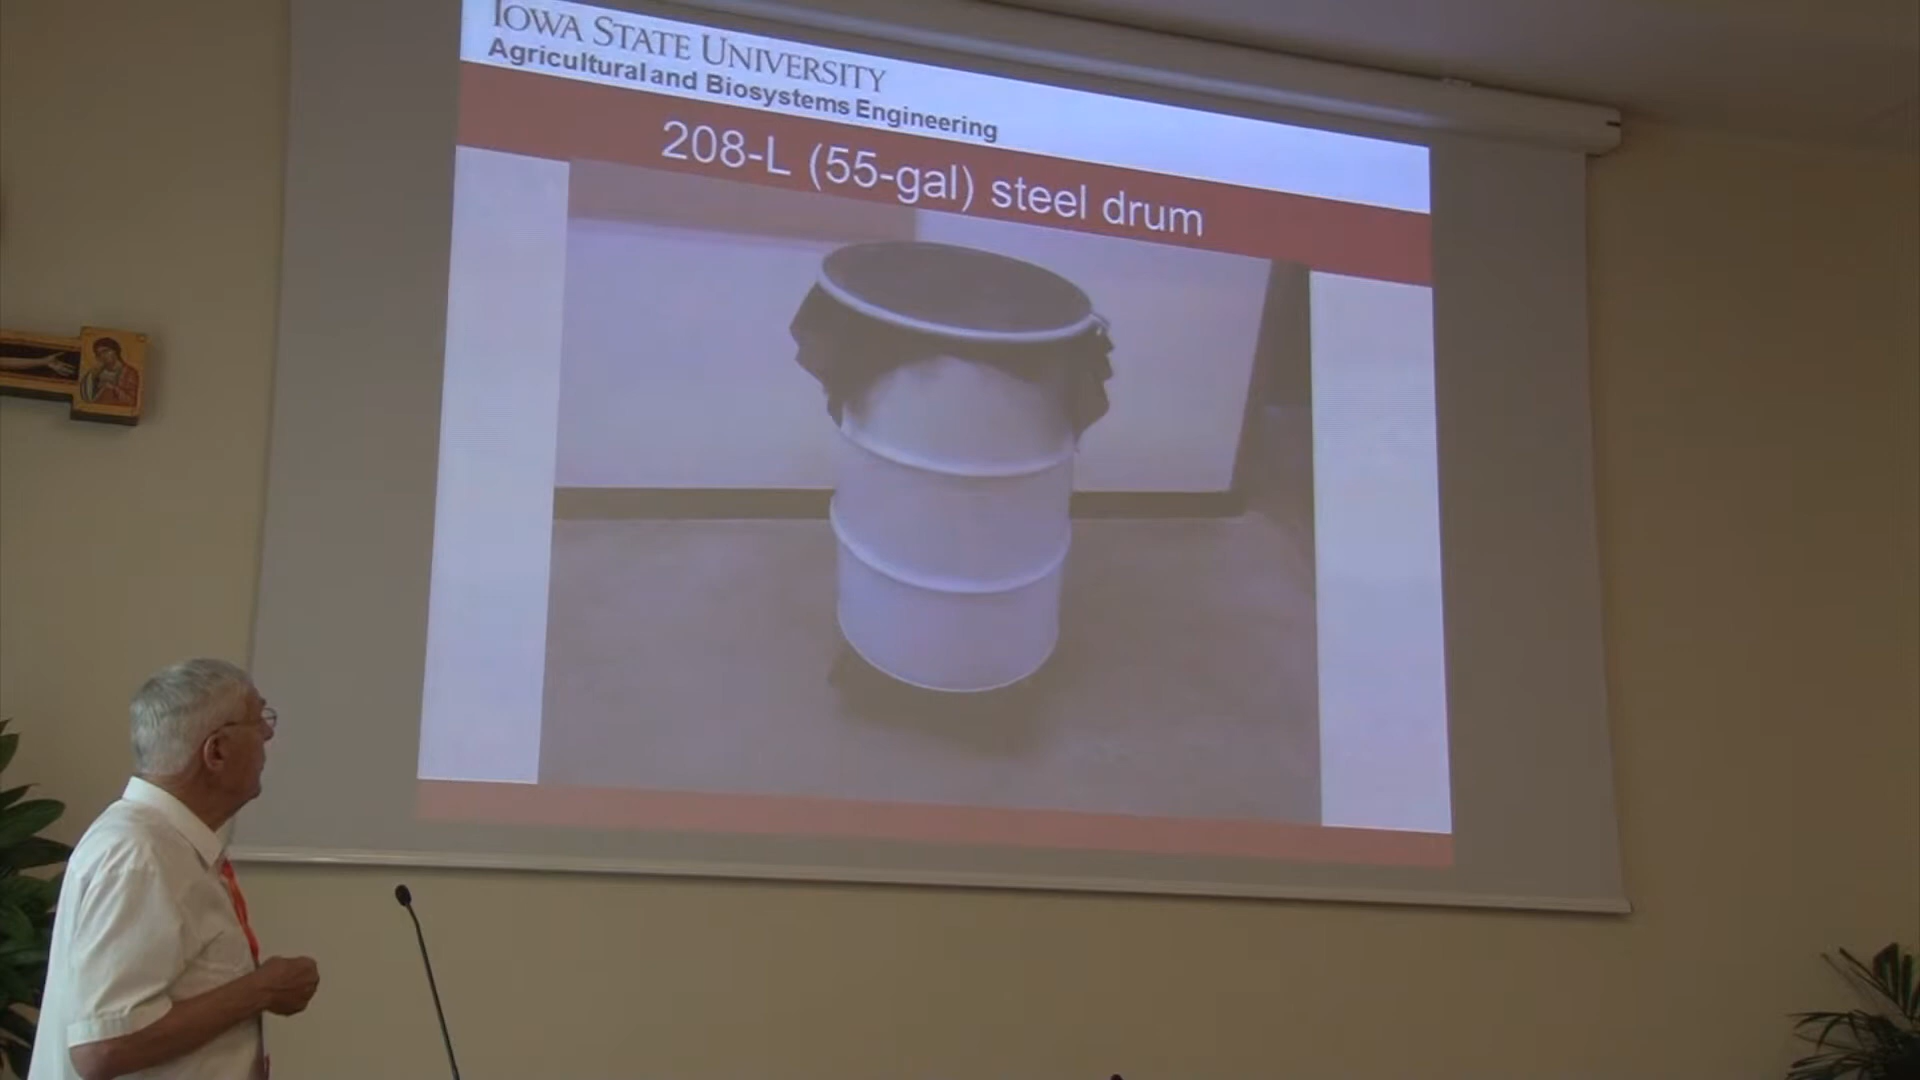 IOWA STATE UNIVERSITY
Agricultural and Biosystems Engineering
208-L (55-gal) steel drum